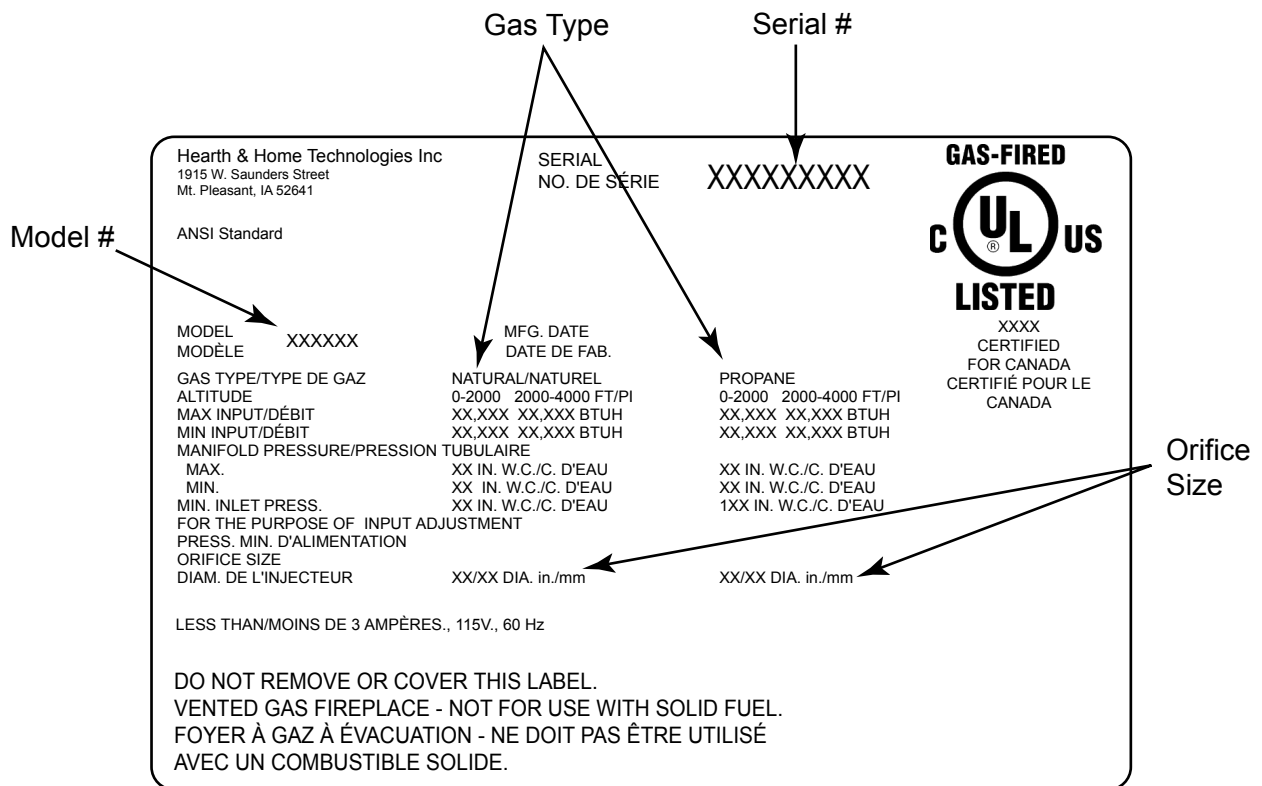 Gas Type
Serial #
Model #
Orifice
Size
Hearth & Home Technologies Inc
1915 W. Saunders Street
Mt. Pleasant, IA 52641
ANSI Standard
SERIAL
NO. DE SÉRIE
XXXXXXXXX
GAS-FIRED
C UL ® US
LISTED
XXXX
CERTIFIED
FOR CANADA
CERTIFIÉ POUR LE
CANADA
MODEL
MODÈLE
XXXXXX
MFG. DATE
DATE DE FAB.
GAS TYPE/TYPE DE GAZ NATURAL/NATUREL PROPANE
ALTITUDE 0-2000 2000-4000 FT/PI 0-2000 2000-4000 FT/PI
MAX INPUT/DÉBIT XX,XXX XX,XXX BTUH XX,XXX XX,XXX BTUH
MIN INPUT/DÉBIT XX,XXX XX,XXX BTUH XX,XXX XX,XXX BTUH
MANIFOLD PRESSURE/PRESSION TUBULAIRE
MAX. XX IN. W.C./C. D'EAU XX IN. W.C./C. D'EAU
MIN. XX IN. W.C./C. D'EAU XX IN. W.C./C. D'EAU
MIN. INLET PRESS. XX IN. W.C./C. D'EAU 1XX IN. W.C./C. D'EAU
FOR THE PURPOSE OF INPUT ADJUSTMENT
PRESS. MIN. D'ALIMENTATION
ORIFICE SIZE
DIAM. DE L'INJECTEUR XX/XX DIA. in./mm XX/XX DIA. in./mm
LESS THAN/MOINS DE 3 AMPÈRES., 115V., 60 Hz
DO NOT REMOVE OR COVER THIS LABEL.
VENTED GAS FIREPLACE - NOT FOR USE WITH SOLID FUEL.
FOYER À GAZ À ÉVACUATION - NE DOIT PAS ÊTRE UTILISÉ
AVEC UN COMBUSTIBLE SOLIDE.